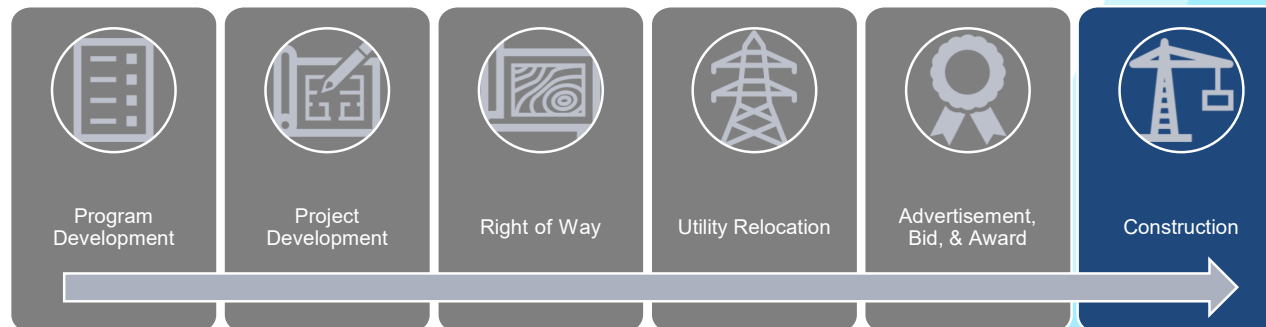 Program
Development
Project
Development
Right of Way
Utility Relocation
Advertisement,
Bid, & Award
Construction